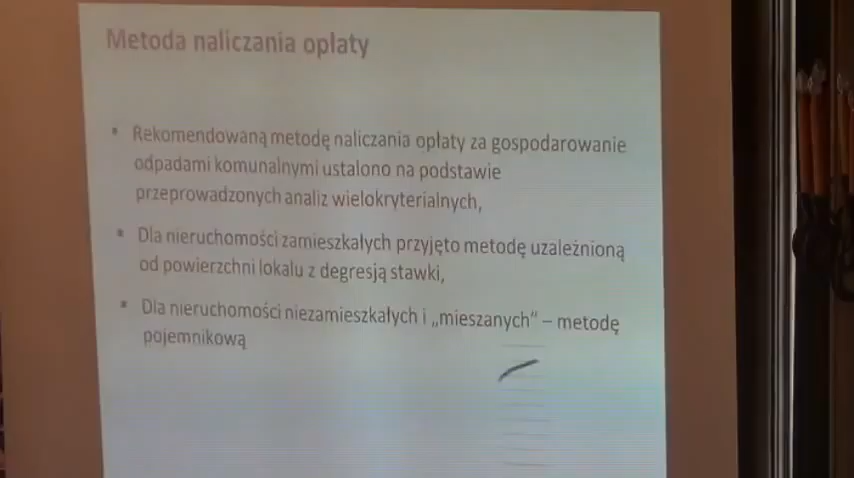 Metoda naliczania opłaty
▪ Rekomendowaną metodę naliczania opłaty za gospodarowanie
odpadami komunalnymi ustalono na podstawie
przeprowadzonych analiz wielokryterialnych,
▪ Dla nieruchomości zamieszkałych przyjęto metodę uzależnioną
od powierzchni lokalu z degresją stawki,
▪ Dla nieruchomości niezamieszkałych i „mieszanych“ – metodę
pojemnikową